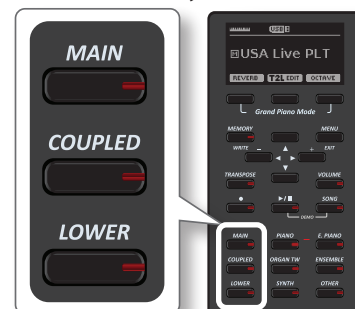 MAIN
COUPLED
LOWER
USB
USA Live PLT
REVERB T2L EDIT OCTAVE
Grand Piano Mode
MEMORY MENU
WRITE − + EXIT
TRANSPOSE VOLUME
SONG
DEMO
MAIN PIANO E. PIANO
COUPLED ORGAN TW ENSEMBLE
LOWER SYNTH OTHER